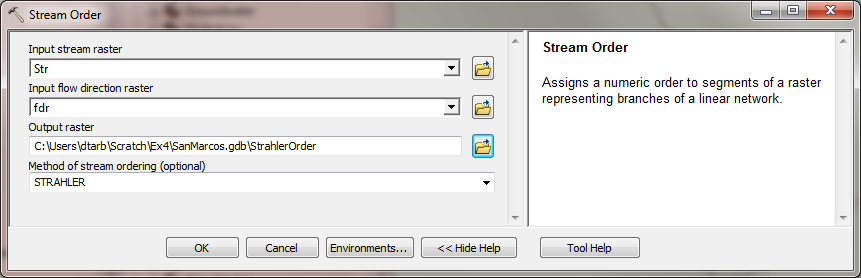 Stream Order
Input stream raster
Str
Input flow direction raster
fdr
Output raster
C:\Users\dtarb\Scratch\Ex4\SanMarcos.gdb\StrahlerOrder
Method of stream ordering (optional)
STRAHLER
OK
Cancel
Environments...
<< Hide Help
Stream Order
Assigns a numeric order to segments of a raster
representing branches of a linear network.
Tool Help